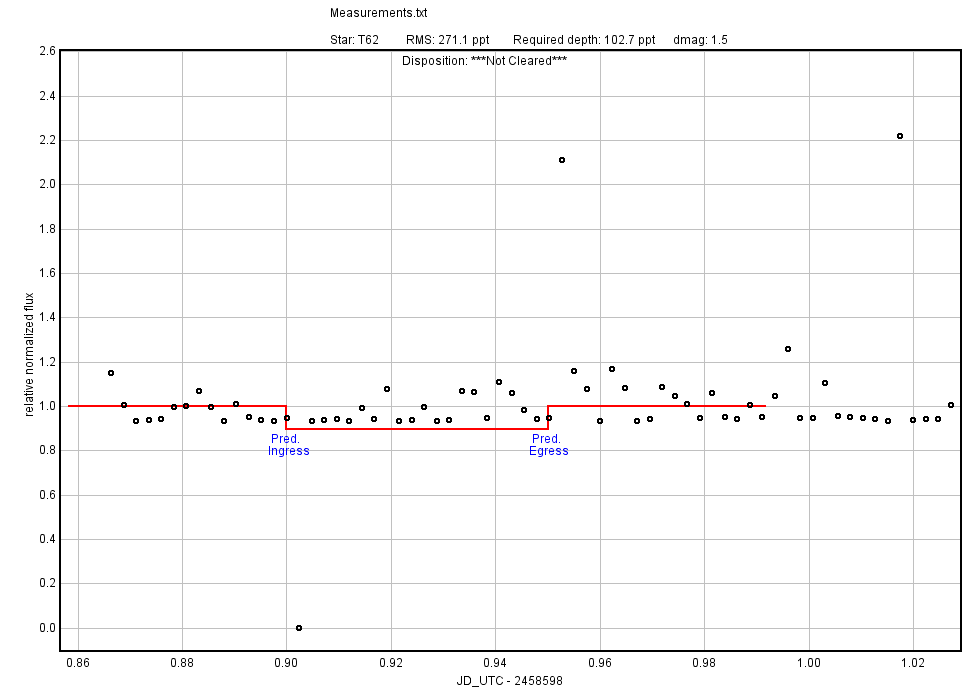 Measurements.txt
Star: T62 RMS: 271.1 ppt Required depth: 102.7 ppt dmag: 1.5
Disposition: ***Not Cleared***
relative normalized flux
2.6
2.4
2.2
2.0
1.8
1.6
1.4
1.2
1.0
0.8
0.6
0.4
0.2
0.0
Pred.
Ingress
Pred.
Egress
0.86 0.88 0.90 0.92 0.94 0.96 0.98 1.00 1.02
JD_UTC - 2458598